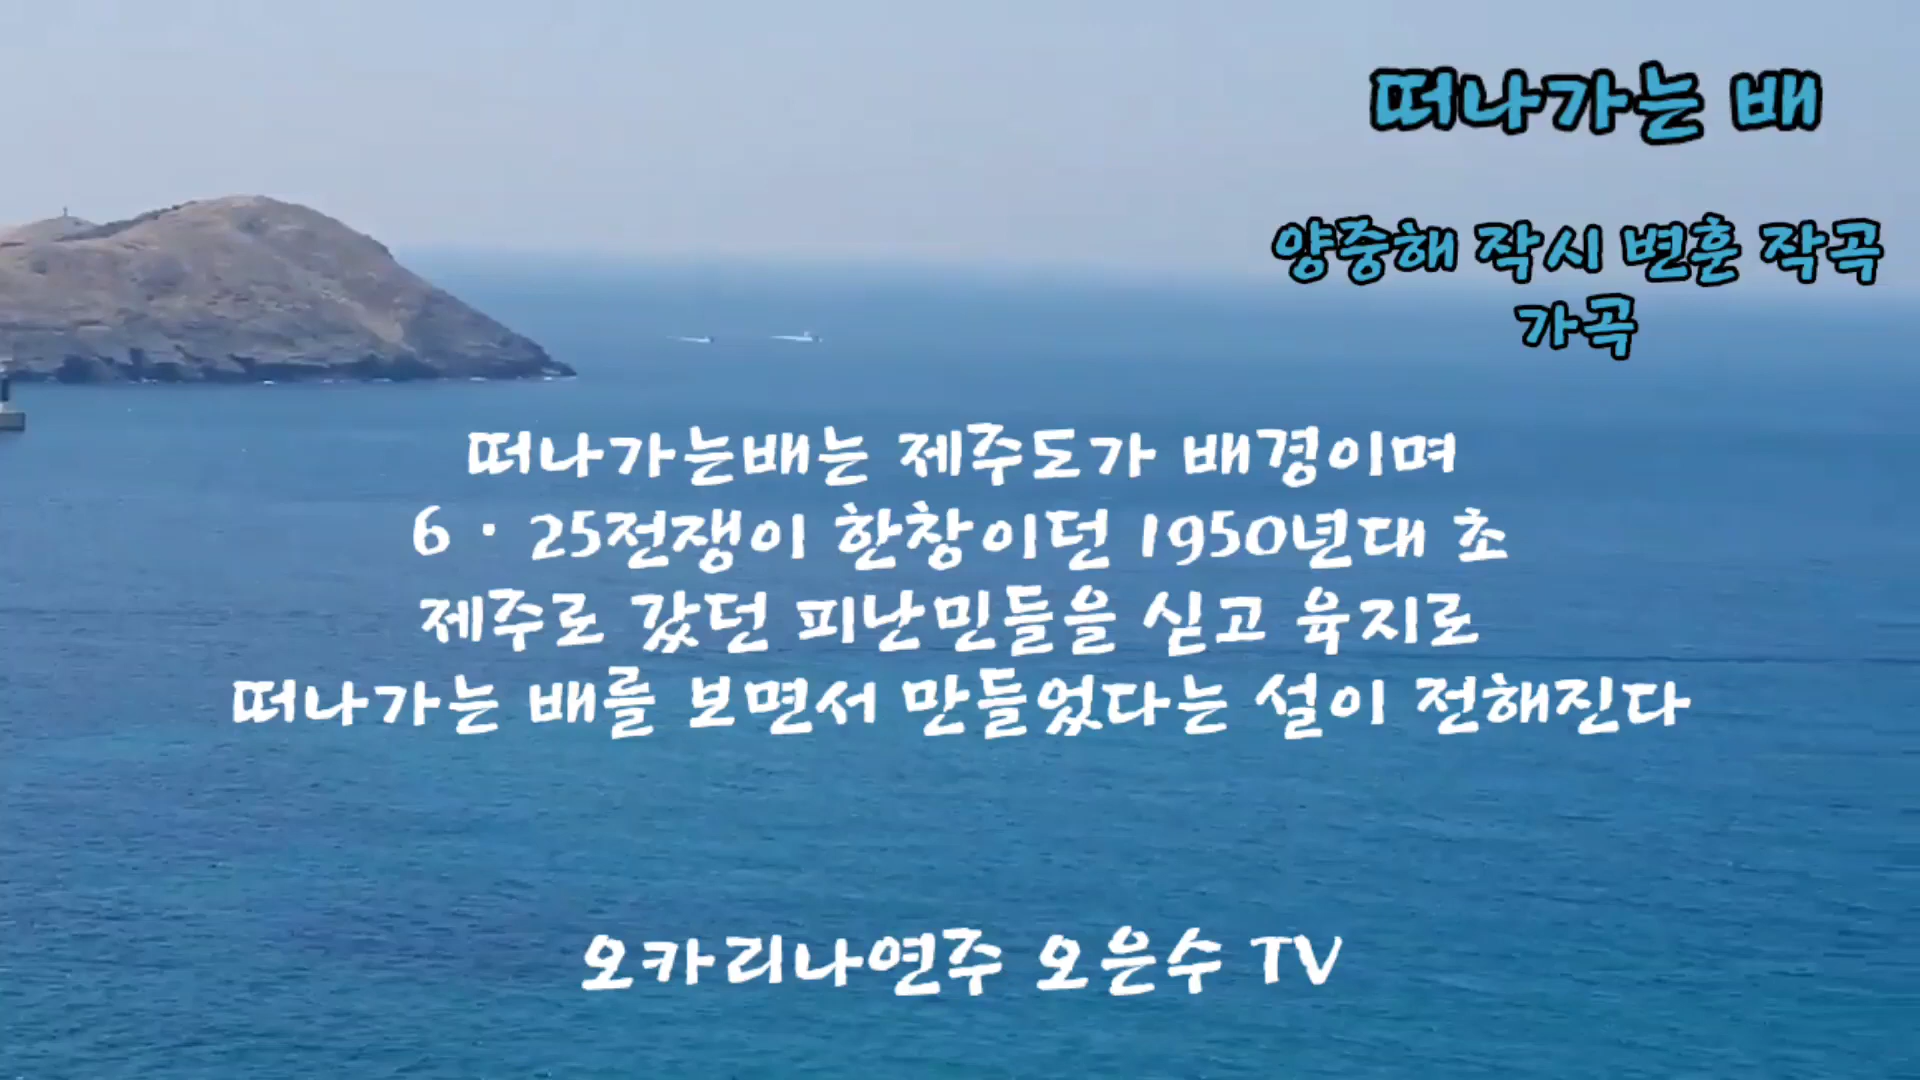 떠나가는 배
양중해 작시 변훈 작곡
가곡
떠나가는배는 제주도가 배경이며
6 · 25전쟁이 한창이던 1950년대 초
제주로 갔던 피난민들을 싣고 육지로
떠나가는 배를 보면서 만들었다는 설이 전해진다
오카리나연주 오은수 TV